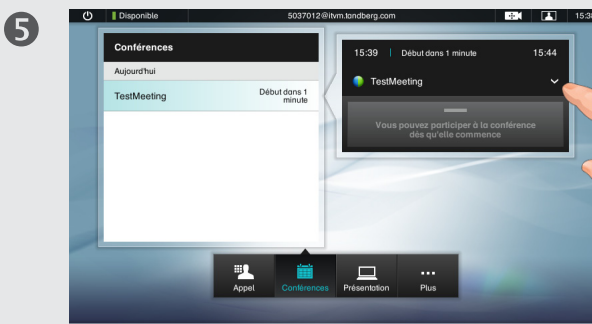 5
Disponible 5037012@itvm.tandberg.com 15:38
Conférences
Aujourd'hui
TestMeeting Début dans 1 minute
15:39 Début dans 1 minute 15:44
TestMeeting
Vous pouvez participer à la conférence
dès qu'elle commence
Appel Conférences Présentation Plus